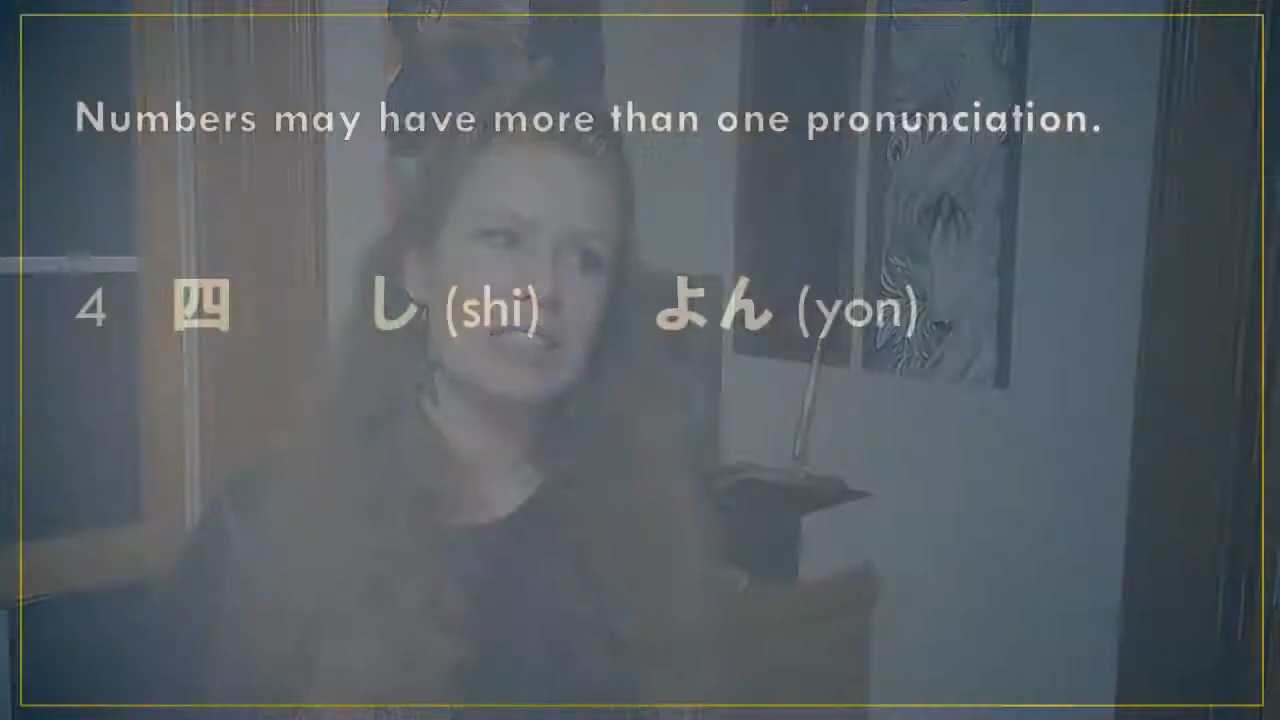 Numbers may have more than one pronunciation.
4 四 し (shi) よん (yon)